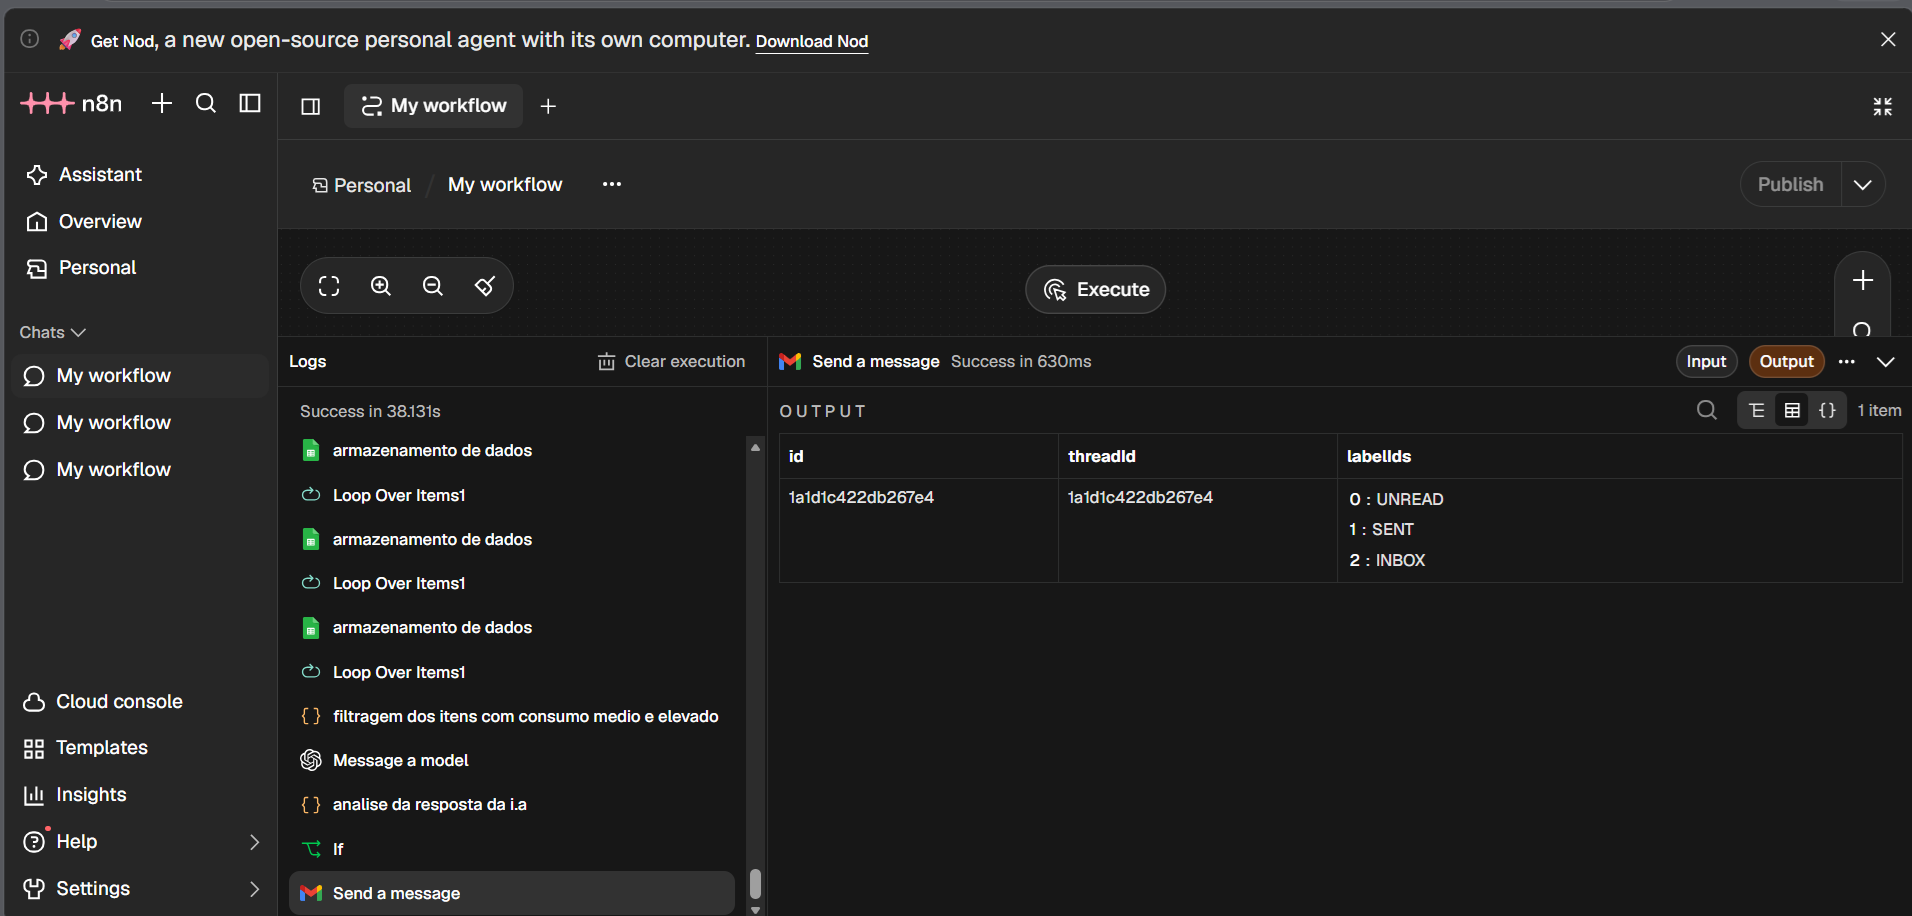 Get Nod, a new open-source personal agent with its own computer. Download Nod
n8n
My workflow
Assistant
Overview
Personal
Chats
My workflow
My workflow
My workflow
Cloud console
Templates
Insights
Help
Settings
Personal / My workflow
Publish
Execute
Logs
Clear execution
Success in 38.131s
armazenamento de dados
Loop Over Items1
armazenamento de dados
Loop Over Items1
armazenamento de dados
Loop Over Items1
filtragem dos itens com consumo medio e elevado
Message a model
analise da resposta da i.a
If
Send a message
Send a message Success in 630ms
Input
Output
OUTPUT
1 item
id threadId labelIds
1a1d1c422db267e4 1a1d1c422db267e4 0 : UNREAD
1 : SENT
2 : INBOX